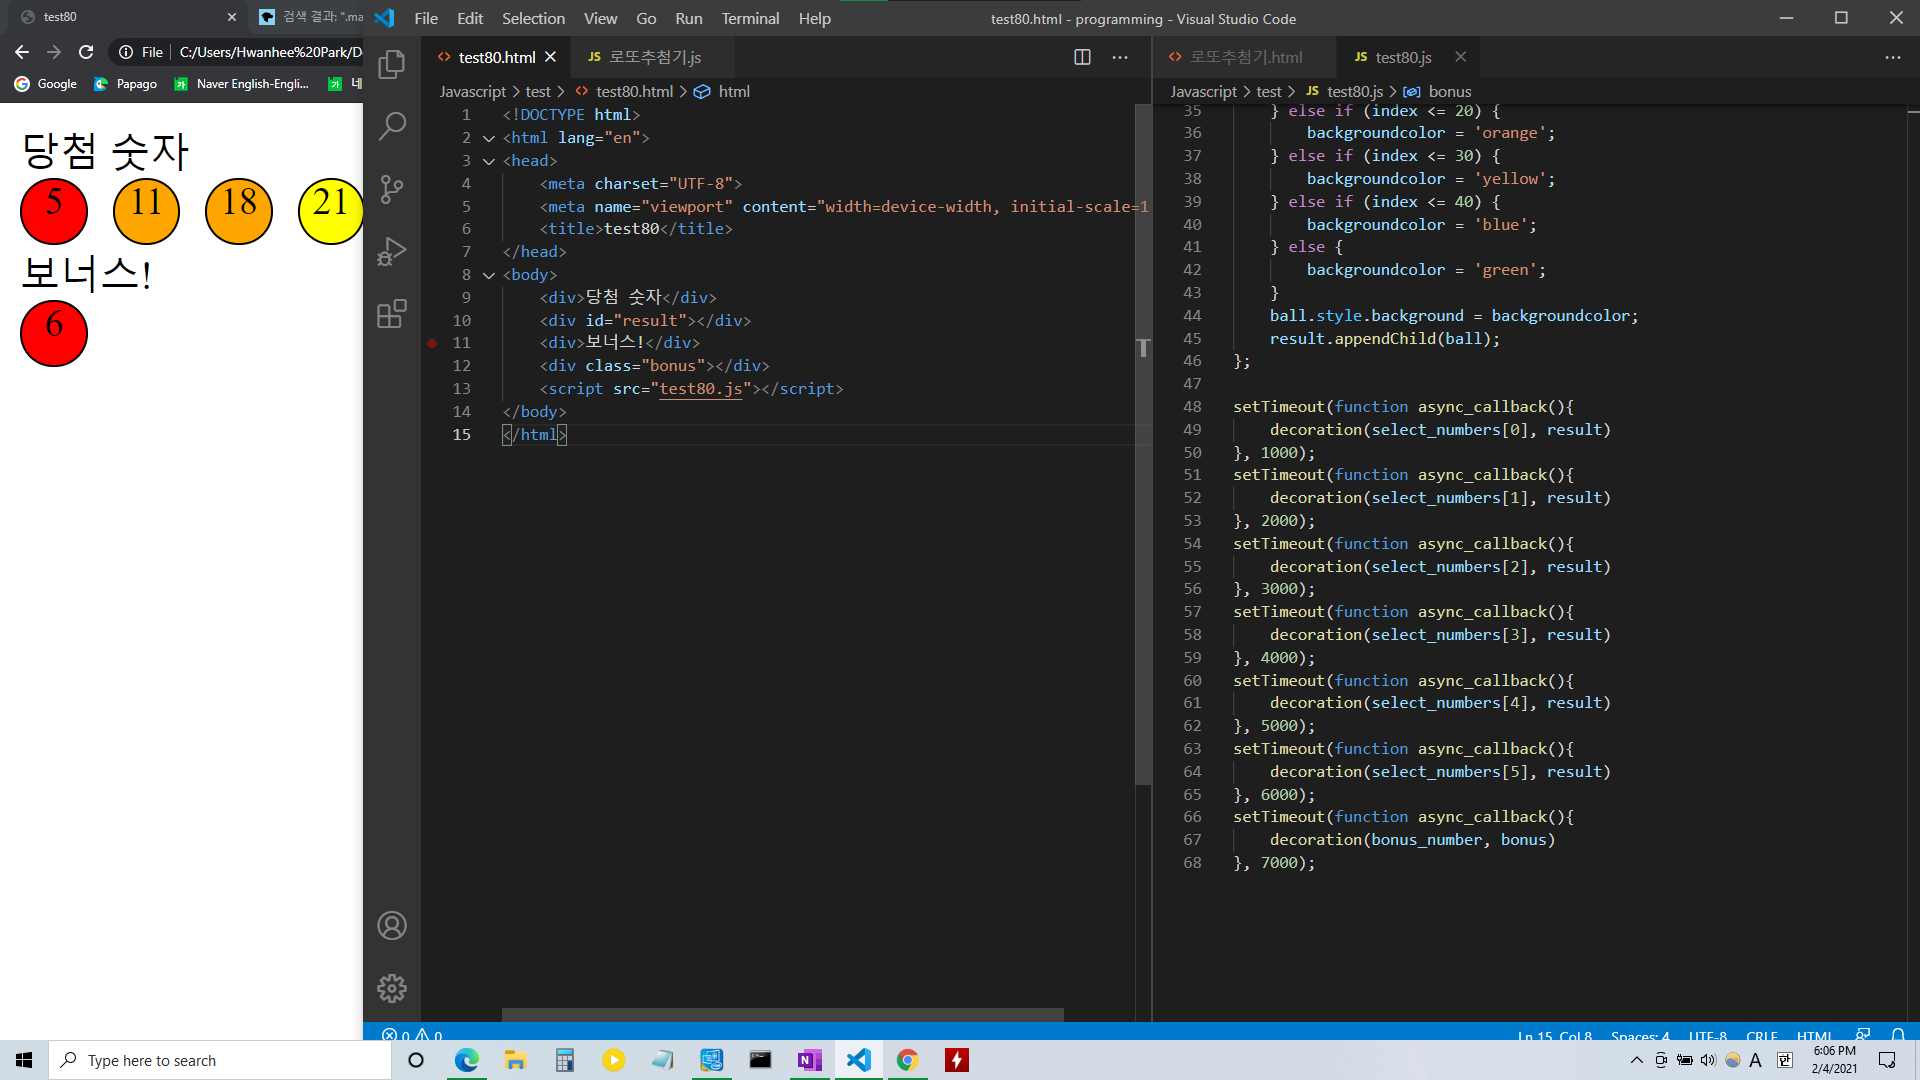 test80
검색 결과: ".ma
File
C:/Users/Hwanhee%20Park/D
Google
Papago
Naver English-Engli...
네
당첨 숫자
5 11 18 21
보너스!
6
File Edit Selection View Go Run Terminal Help
test80.html - programming - Visual Studio Code
test80.html
JS 로또추첨기.js
Javascript > test > test80.html > html
1 <!DOCTYPE html>
2 <html lang="en">
3 <head>
4 <meta charset="UTF-8">
5 <meta name="viewport" content="width=device-width, initial-scale=1
6 <title>test80</title>
7 </head>
8 <body>
9 <div>당첨 숫자</div>
10 <div id="result"></div>
11 <div>보너스!</div>
12 <div class="bonus"></div>
13 <script src="test80.js"></script>
14 </body>
15 </html>
로또추첨기.html
JS test80.js
Javascript > test > JS test80.js > bonus
35 } else if (index <= 20) {
36 backgroundcolor = 'orange';
37 } else if (index <= 30) {
38 backgroundcolor = 'yellow';
39 } else if (index <= 40) {
40 backgroundcolor = 'blue';
41 } else {
42 backgroundcolor = 'green';
43 }
44 ball.style.background = backgroundcolor;
45 result.appendChild(ball);
46 };
47
48 setTimeout(function async_callback(){
49 decoration(select_numbers[0], result)
50 }, 1000);
51 setTimeout(function async_callback(){
52 decoration(select_numbers[1], result)
53 }, 2000);
54 setTimeout(function async_callback(){
55 decoration(select_numbers[2], result)
56 }, 3000);
57 setTimeout(function async_callback(){
58 decoration(select_numbers[3], result)
59 }, 4000);
60 setTimeout(function async_callback(){
61 decoration(select_numbers[4], result)
62 }, 5000);
63 setTimeout(function async_callback(){
64 decoration(select_numbers[5], result)
65 }, 6000);
66 setTimeout(function async_callback(){
67 decoration(bonus_number, bonus)
68 }, 7000);
0 0
Ln 15, Col 8 Spaces: 4 UTF-8 CRLF HTML
Type here to search
N
A
한
6:06 PM
2/4/2021